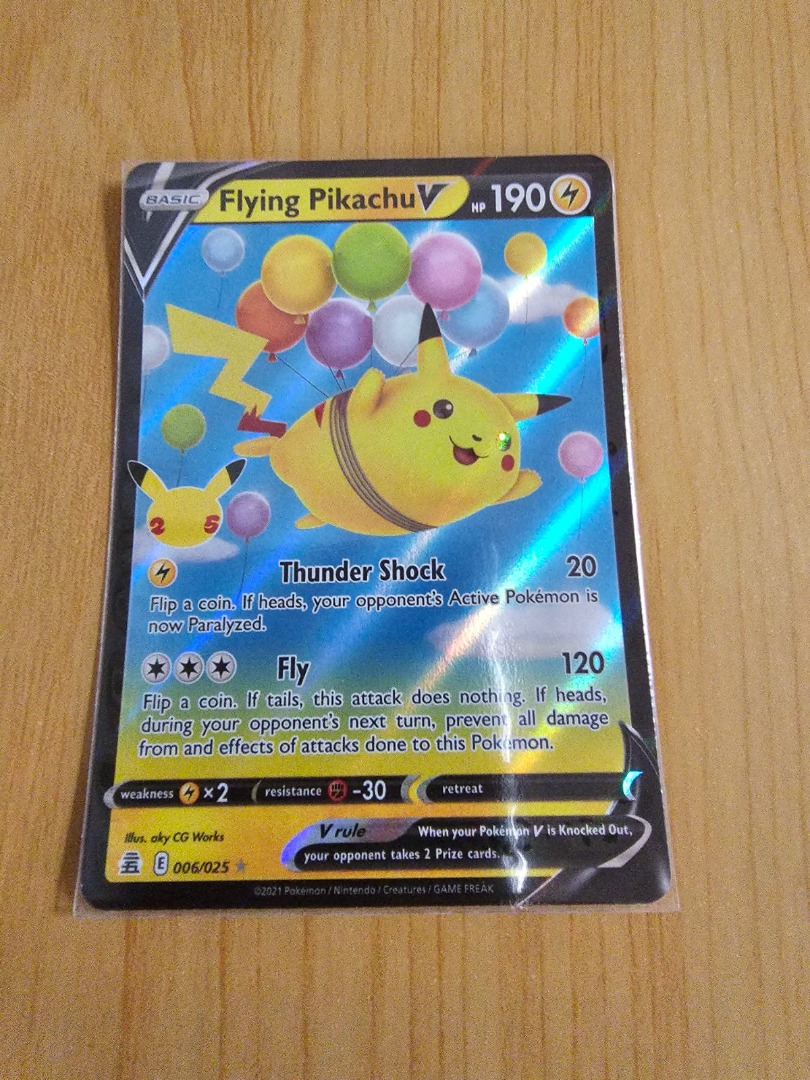 BASIC Flying Pikachu V HP 190
25
Thunder Shock 20
Flip a coin. If heads, your opponent's Active Pokémon is
now Paralyzed.
Fly 120
Flip a coin. If tails, this attack does nothing. If heads,
during your opponent's next turn, prevent all damage
from and effects of attacks done to this Pokémon.
weakness ×2 resistance -30 retreat
Illus. aky CG Works
V rule When your Pokémon V is Knocked Out,
your opponent takes 2 Prize cards.
E 006/025
©2021 Pokémon / Nintendo / Creatures / GAME FREAK